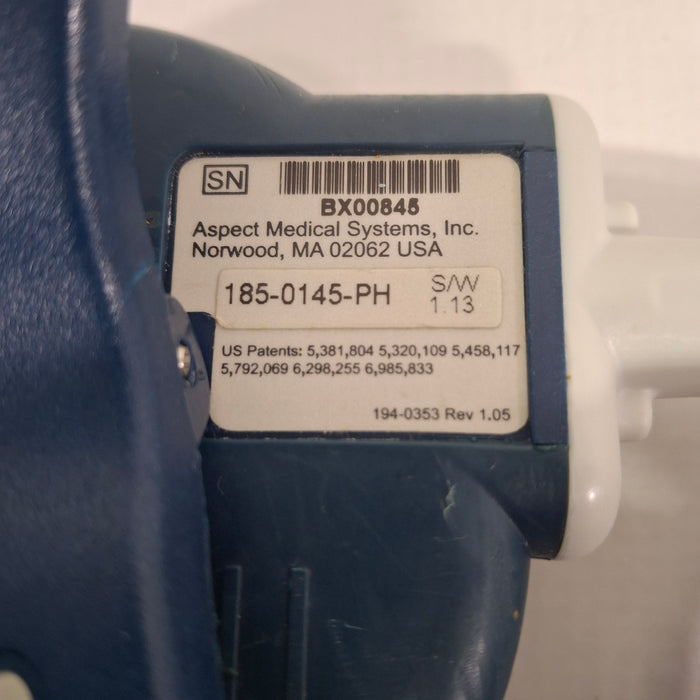 SN
BX00845
Aspect Medical Systems, Inc.
Norwood, MA 02062 USA
185-0145-PH
S/W
1.13
US Patents: 5,381,804 5,320,109 5,458,117
5,792,069 6,298,255 6,985,833
194-0353 Rev 1.05